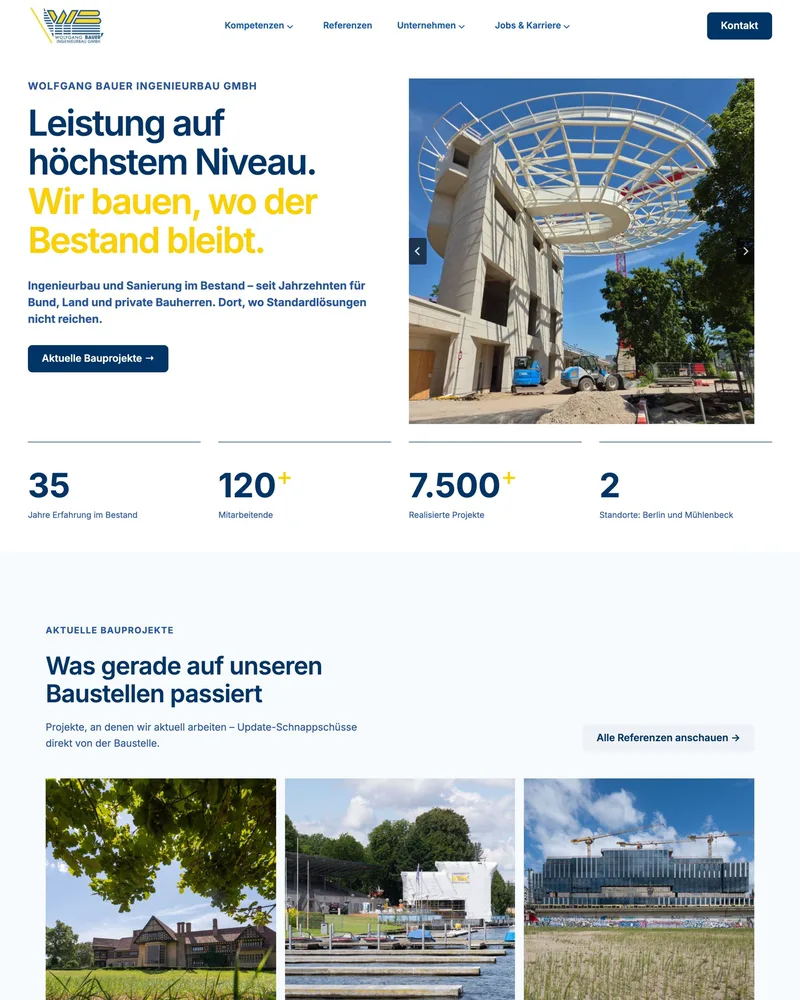 WB
WOLFGANG BAUER
INGENIEURBAU GMBH
Kompetenzen
Referenzen
Unternehmen
Jobs & Karriere
Kontakt
WOLFGANG BAUER INGENIEURBAU GMBH
Leistung auf
höchstem Niveau.
Wir bauen, wo der
Bestand bleibt.
Ingenieurbau und Sanierung im Bestand – seit Jahrzehnten für
Bund, Land und private Bauherren. Dort, wo Standardlösungen
nicht reichen.
Aktuelle Bauprojekte →
35
Jahre Erfahrung im Bestand
120+
Mitarbeitende
7.500+
Realisierte Projekte
2
Standorte: Berlin und Mühlenbeck
AKTUELLE BAUPROJEKTE
Was gerade auf unseren
Baustellen passiert
Projekte, an denen wir aktuell arbeiten – Update-Schnappschüsse
direkt von der Baustelle.
Alle Referenzen anschauen →